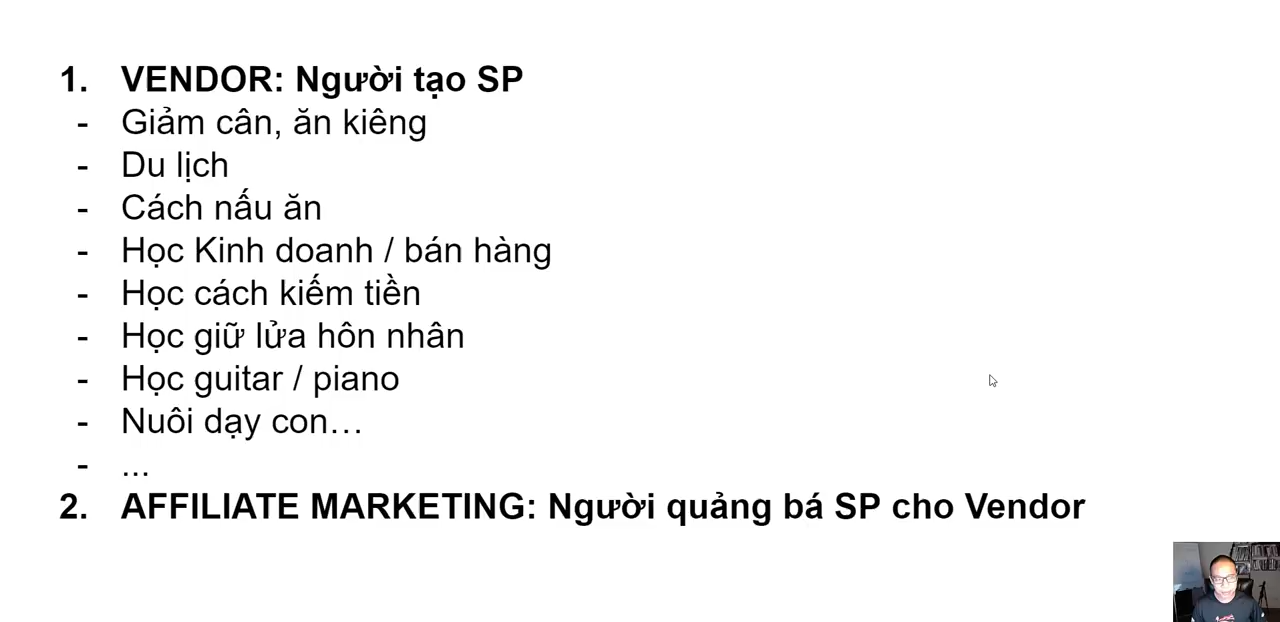 1. VENDOR: Người tạo SP
- Giảm cân, ăn kiêng
- Du lịch
- Cách nấu ăn
- Học Kinh doanh / bán hàng
- Học cách kiếm tiền
- Học giữ lửa hôn nhân
- Học guitar / piano
- Nuôi dạy con…
- ...
2. AFFILIATE MARKETING: Người quảng bá SP cho Vendor